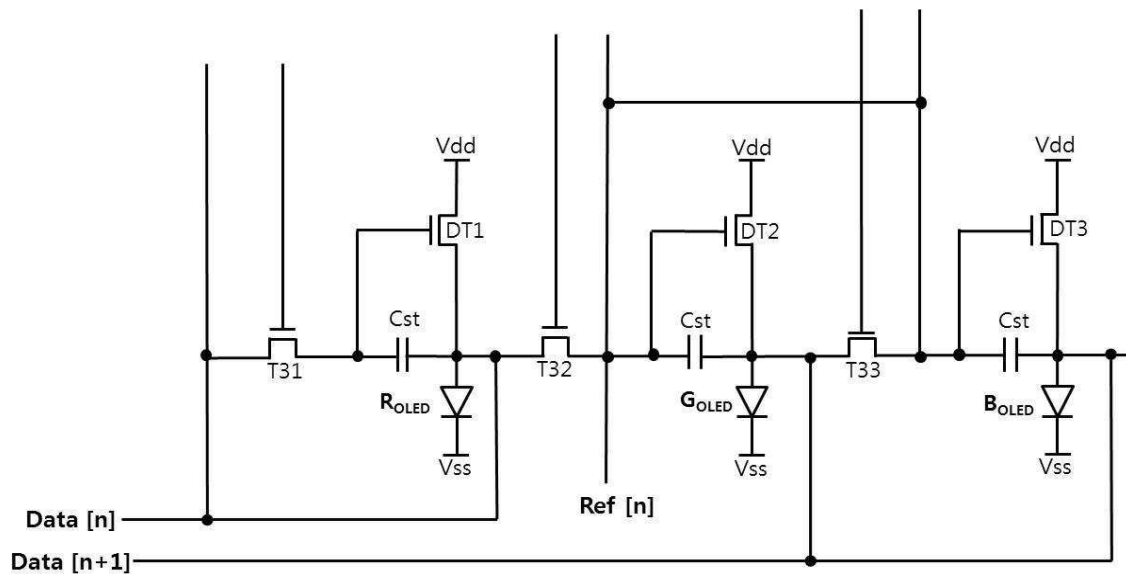 Vdd
Vdd
Vdd
DT1
DT2
DT3
Cst
Cst
Cst
T31
T32
T33
ROLED
GOLED
BOLED
Vss
Vss
Vss
Ref [n]
Data [n]
Data [n+1]